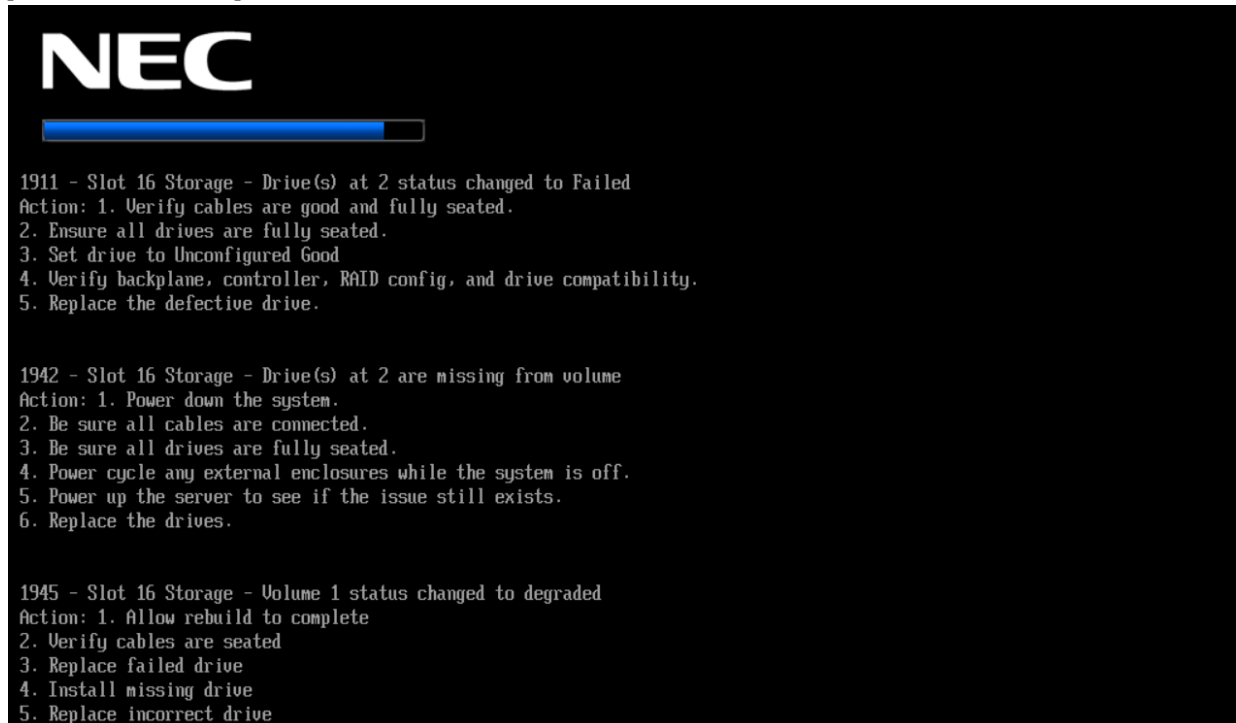 NEC
1911 - Slot 16 Storage - Drive(s) at 2 status changed to Failed
Action: 1. Verify cables are good and fully seated.
2. Ensure all drives are fully seated.
3. Set drive to Unconfigured Good
4. Verify backplane, controller, RAID config, and drive compatibility.
5. Replace the defective drive.
1942 - Slot 16 Storage - Drive(s) at 2 are missing from volume
Action: 1. Power down the system.
2. Be sure all cables are connected.
3. Be sure all drives are fully seated.
4. Power cycle any external enclosures while the system is off.
5. Power up the server to see if the issue still exists.
6. Replace the drives.
1945 - Slot 16 Storage - Volume 1 status changed to degraded
Action: 1. Allow rebuild to complete
2. Verify cables are seated
3. Replace failed drive
4. Install missing drive
5. Replace incorrect drive